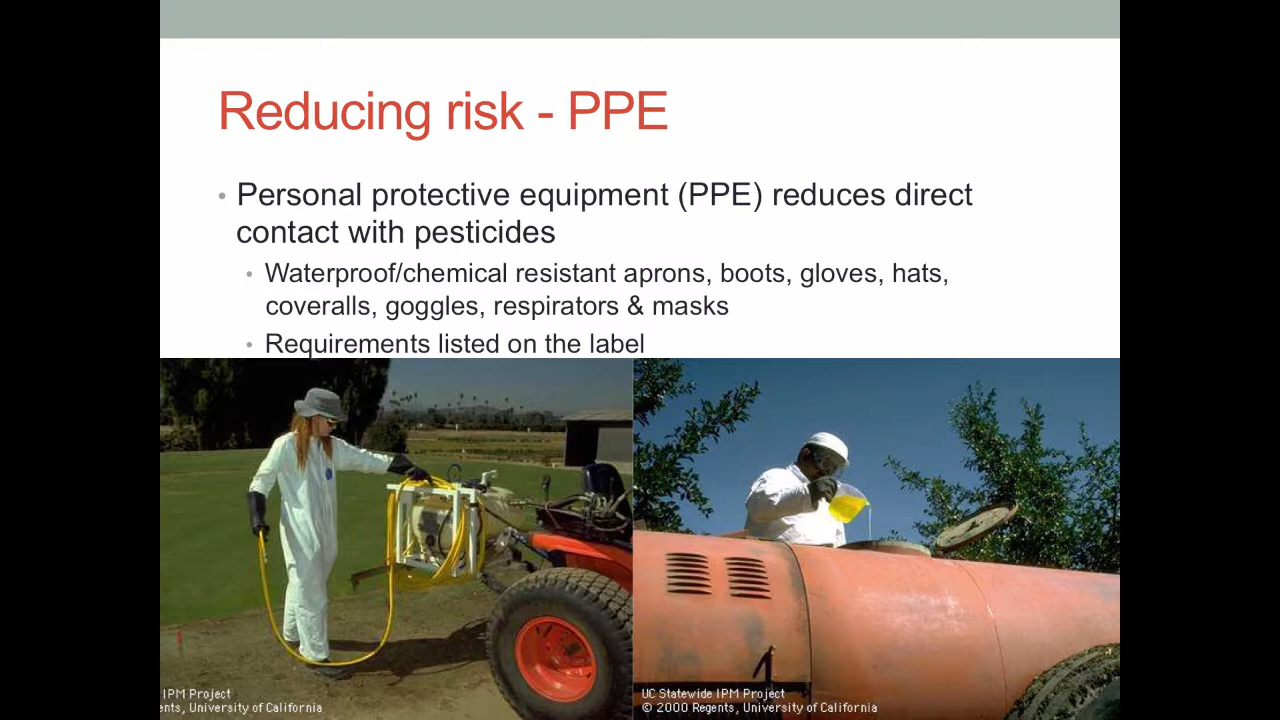 Reducing risk - PPE
• Personal protective equipment (PPE) reduces direct
contact with pesticides
• Waterproof/chemical resistant aprons, boots, gloves, hats,
coveralls, goggles, respirators & masks
• Requirements listed on the label
IPM Project
ents, University of California
UC Statewide IPM Project
© 2000 Regents, University of California